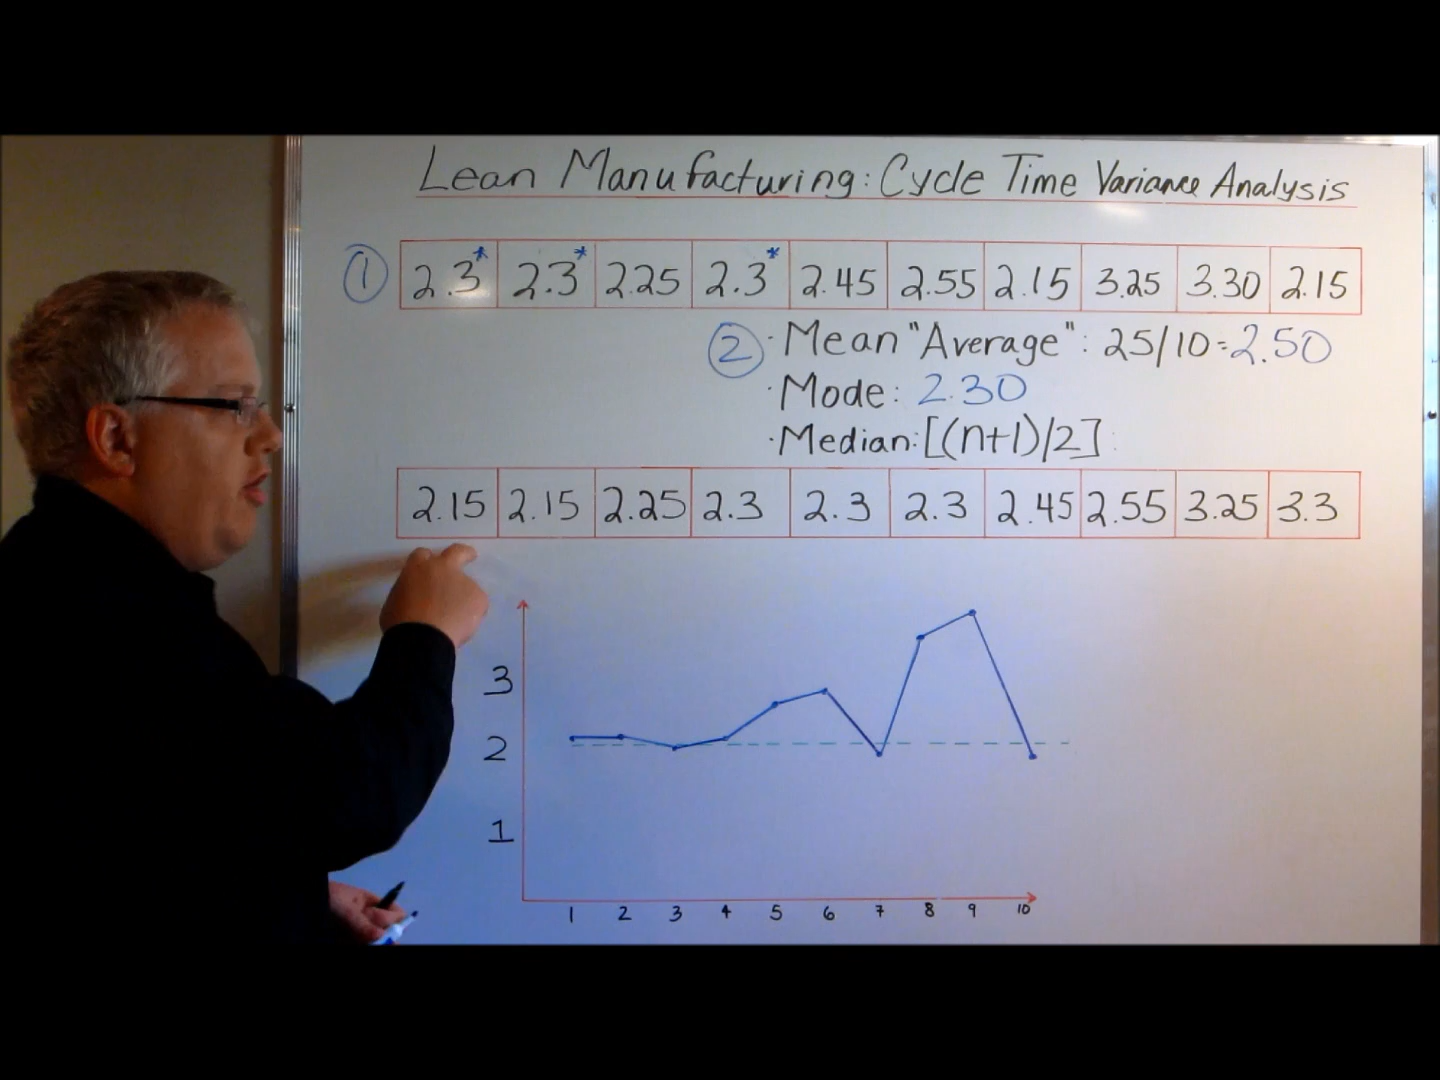 Lean Manufacturing: Cycle Time Variance Analysis
① 2.3* 2.3* 2.25 2.3* 2.45 2.55 2.15 3.25 3.30 2.15
② · Mean "Average": 25/10=2.50
· Mode: 2.30
· Median: [(n+1)/2]
2.15 2.15 2.25 2.3 2.3 2.3 2.45 2.55 3.25 3.3
3
2
1
1 2 3 4 5 6 7 8 9 10